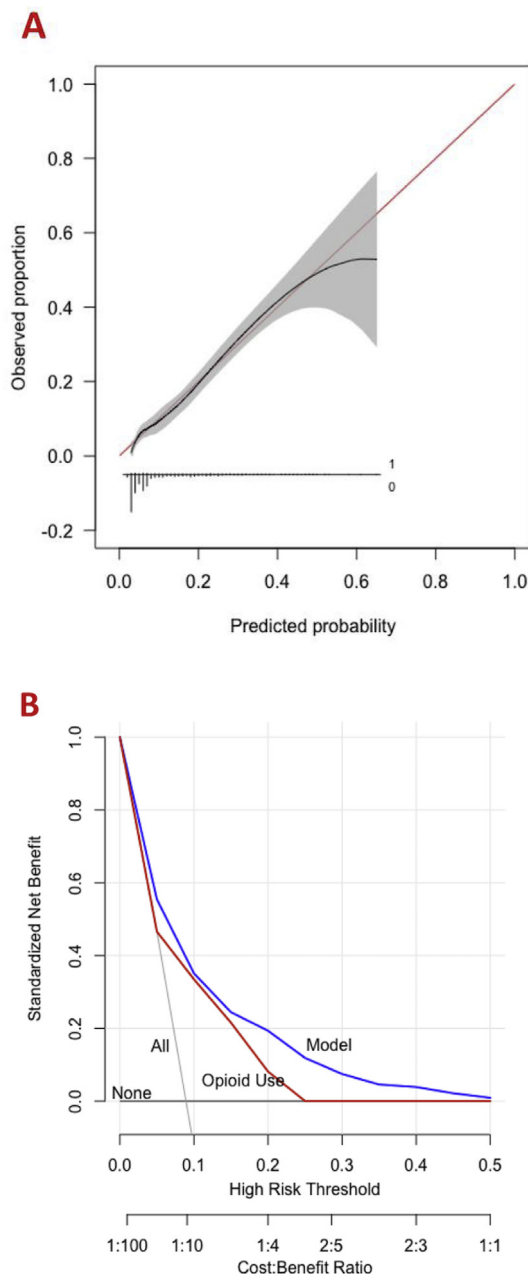 A
1.0
0.8
0.6
0.4
0.2
0.0
-0.2
Observed proportion
1
0
0.0 0.2 0.4 0.6 0.8 1.0
Predicted probability
B
1.0
0.8
0.6
0.4
0.2
0.0
Standardized Net Benefit
All
Model
Opioid Use
None
0.0 0.1 0.2 0.3 0.4 0.5
High Risk Threshold
1:100 1:10 1:4 2:5 2:3 1:1
Cost:Benefit Ratio